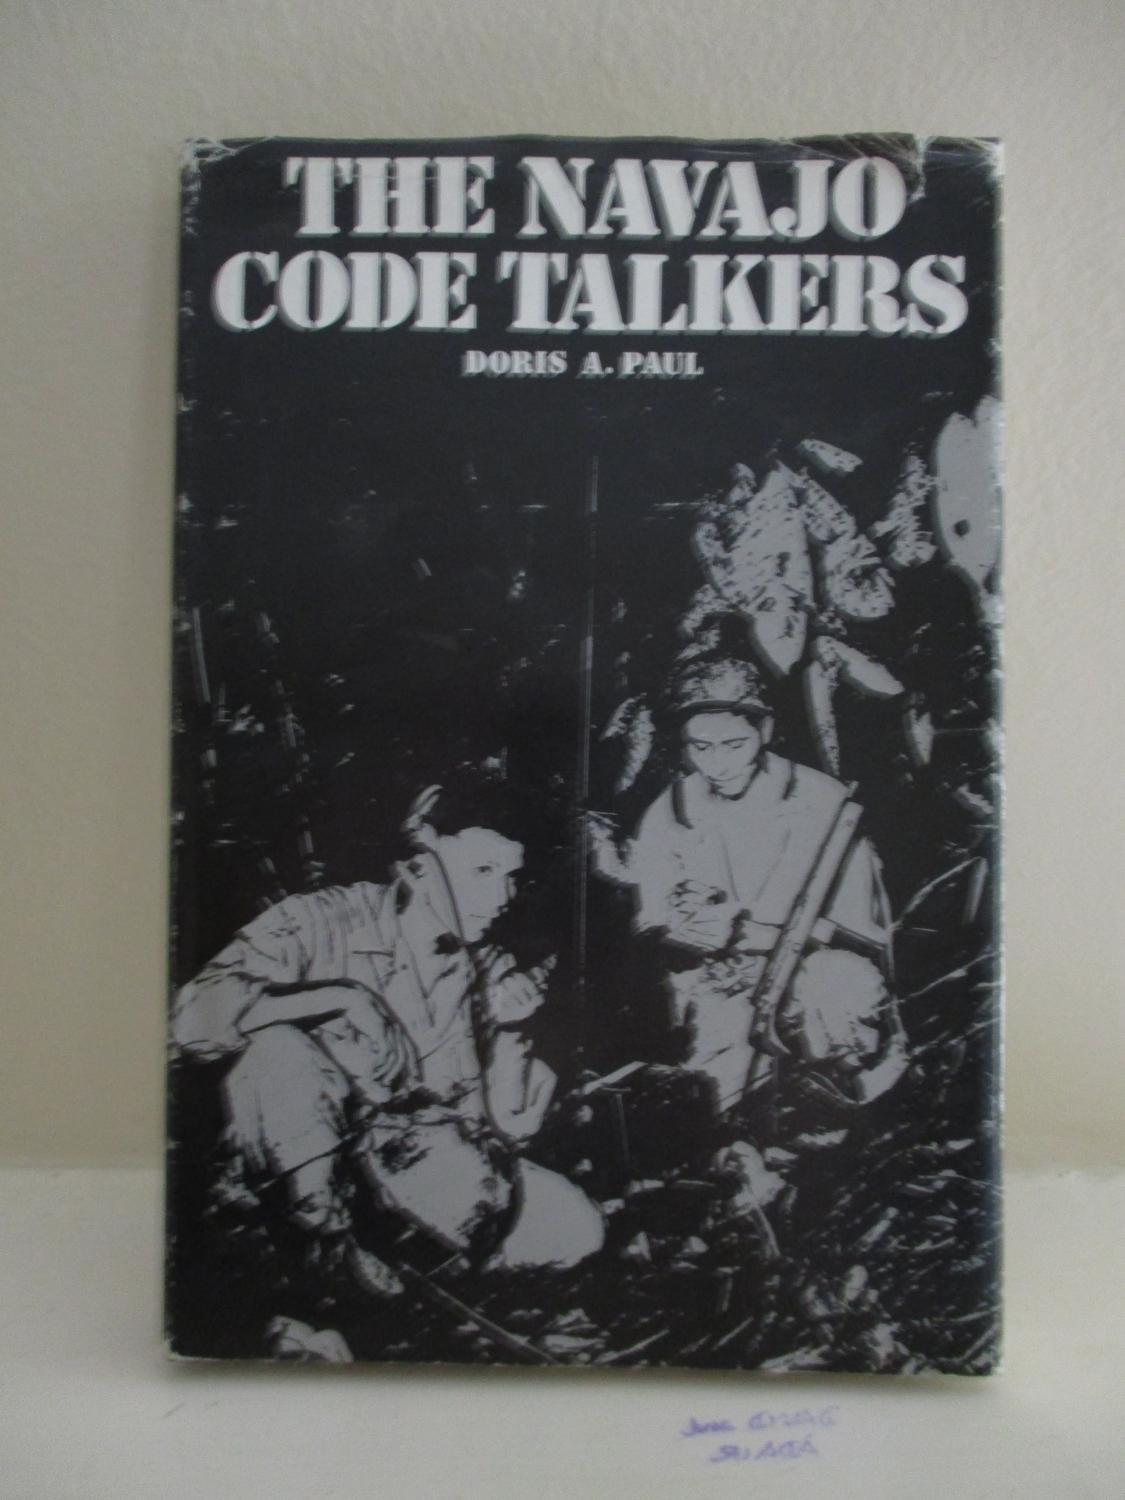 THE NAVAJO
CODE TALKERS
DORIS A. PAUL